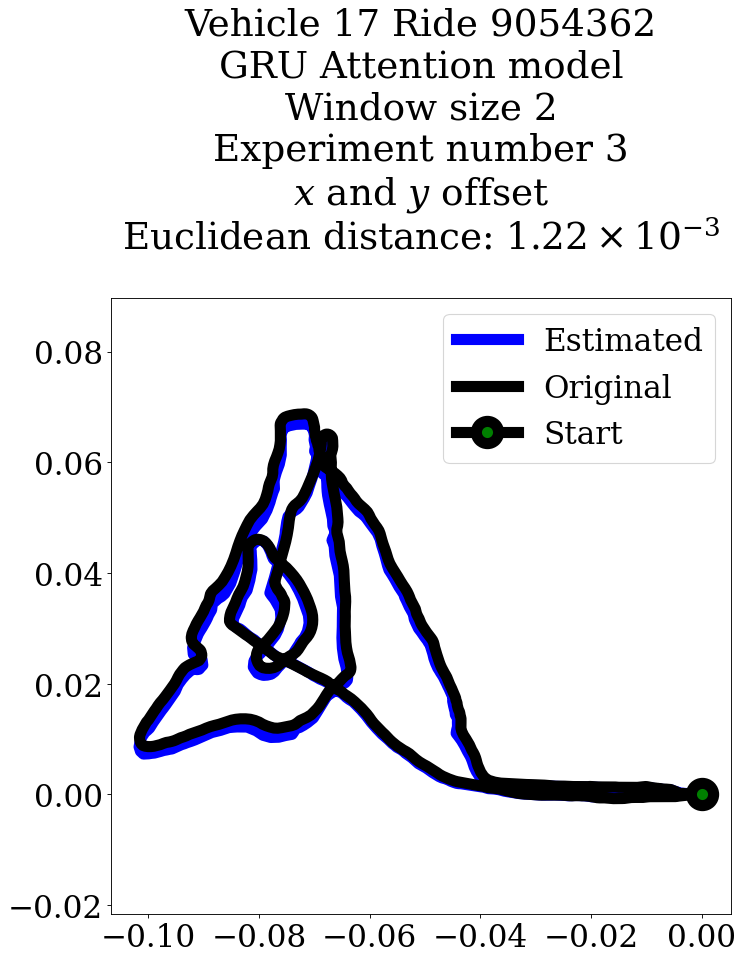 Vehicle 17 Ride 9054362
GRU Attention model
Window size 2
Experiment number 3
x and y offset
Euclidean distance: 1.22 × 10⁻³
Estimated
Original
Start
0.08
0.06
0.04
0.02
0.00
−0.02
−0.10 −0.08 −0.06 −0.04 −0.02 0.00